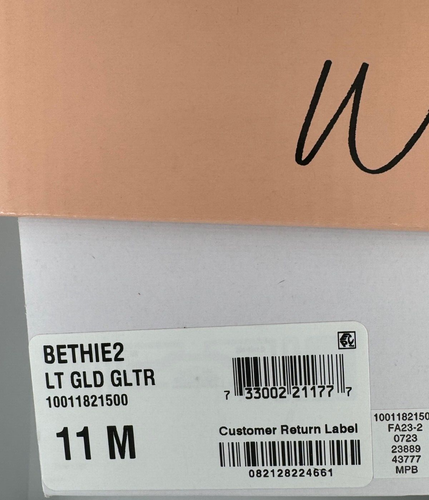 BETHIE2
LT GLD GLTR
10011821500
11 M
7 33002 21177 7
Customer Return Label
082128224661
1001182150
FA23-2
0723
23889
43777
MPB